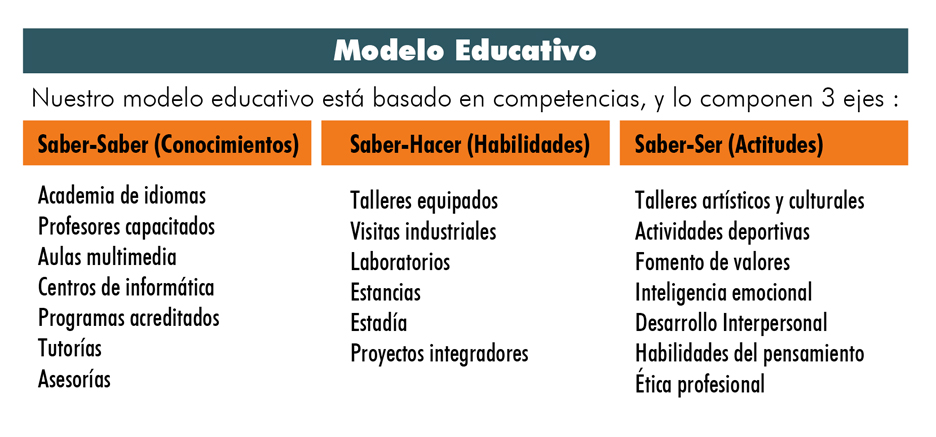 Modelo Educativo
Nuestro modelo educativo está basado en competencias, y lo componen 3 ejes :
Saber-Saber (Conocimientos)
Academia de idiomas
Profesores capacitados
Aulas multimedia
Centros de informática
Programas acreditados
Tutorías
Asesorías
Saber-Hacer (Habilidades)
Talleres equipados
Visitas industriales
Laboratorios
Estancias
Estadía
Proyectos integradores
Saber-Ser (Actitudes)
Talleres artísticos y culturales
Actividades deportivas
Fomento de valores
Inteligencia emocional
Desarrollo Interpersonal
Habilidades del pensamiento
Ética profesional